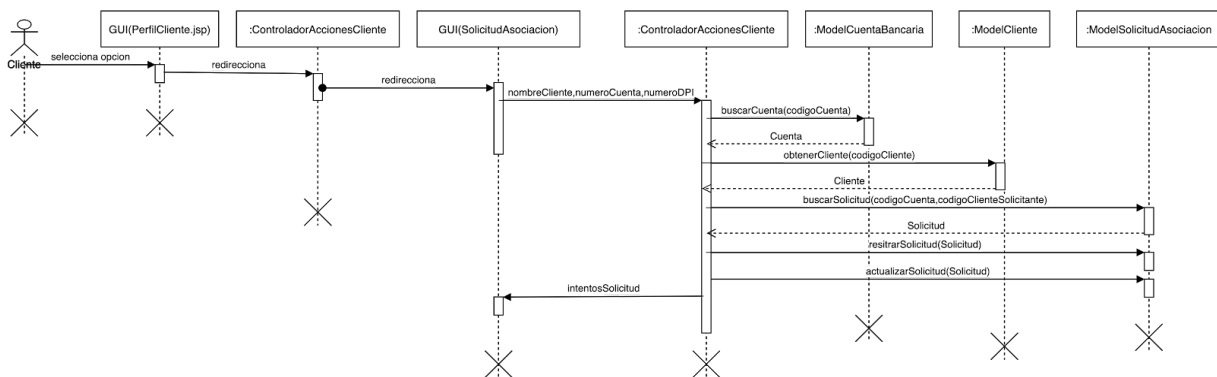 GUI(PerfilCliente.jsp)
:ControladorAccionesCliente
GUI(SolicitudAsociacion)
:ControladorAccionesCliente
:ModelCuentaBancaria
:ModelCliente
:ModelSolicitudAsociacion
Cliente
selecciona opcion
redirecciona
redirecciona
nombreCliente,numeroCuenta,numeroDPI
buscarCuenta(codigoCuenta)
Cuenta
obtenerCliente(codigoCliente)
Cliente
buscarSolicitud(codigoCuenta,codigoClienteSolicitante)
Solicitud
resitrarSolicitud(Solicitud)
actualizarSolicitud(Solicitud)
intentosSolicitud